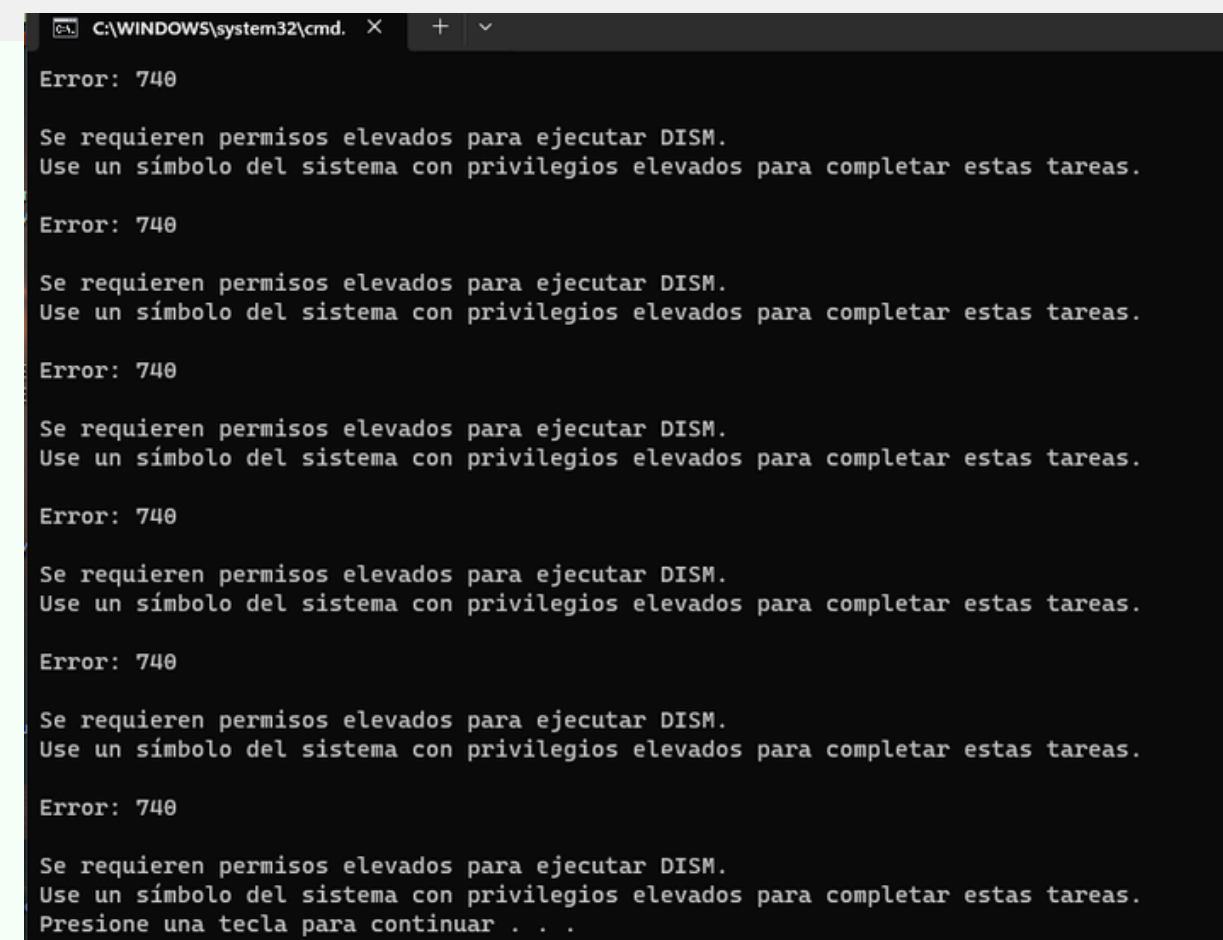 C:\WINDOWS\system32\cmd.
Error: 740
Se requieren permisos elevados para ejecutar DISM.
Use un símbolo del sistema con privilegios elevados para completar estas tareas.
Error: 740
Se requieren permisos elevados para ejecutar DISM.
Use un símbolo del sistema con privilegios elevados para completar estas tareas.
Error: 740
Se requieren permisos elevados para ejecutar DISM.
Use un símbolo del sistema con privilegios elevados para completar estas tareas.
Error: 740
Se requieren permisos elevados para ejecutar DISM.
Use un símbolo del sistema con privilegios elevados para completar estas tareas.
Error: 740
Se requieren permisos elevados para ejecutar DISM.
Use un símbolo del sistema con privilegios elevados para completar estas tareas.
Error: 740
Se requieren permisos elevados para ejecutar DISM.
Use un símbolo del sistema con privilegios elevados para completar estas tareas.
Presione una tecla para continuar . . .